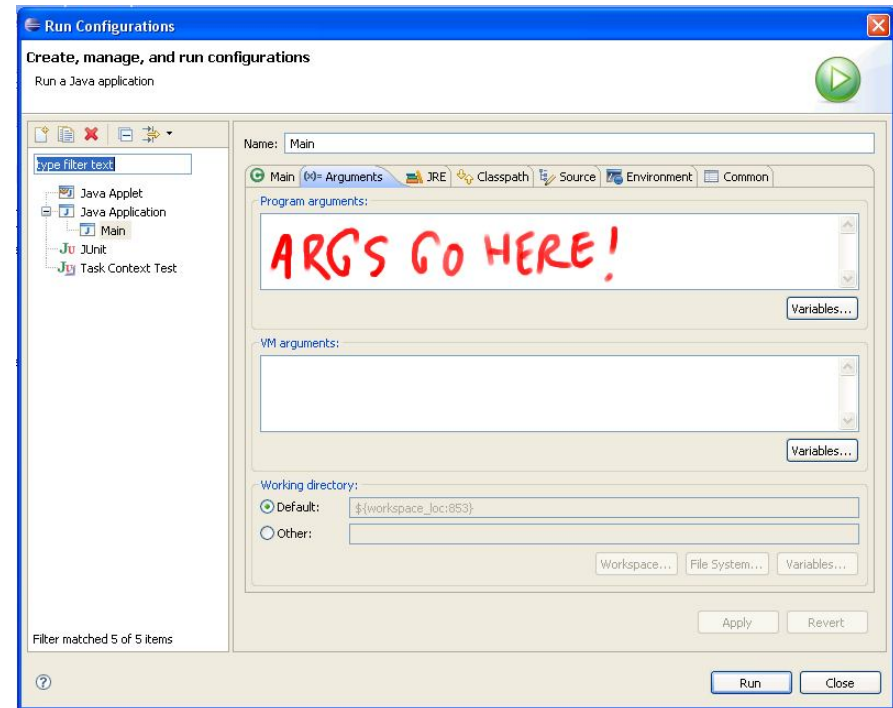 Run Configurations
Create, manage, and run configurations
Run a Java application
type filter text
Java Applet
Java Application
Main
JUnit
Task Context Test
Filter matched 5 of 5 items
Name: Main
Main (x)= Arguments JRE Classpath Source Environment Common
Program arguments:
ARGS GO HERE!
Variables...
VM arguments:
Variables...
Working directory:
Default: ${workspace_loc:853}
Other:
Workspace... File System... Variables...
Apply Revert
Run Close